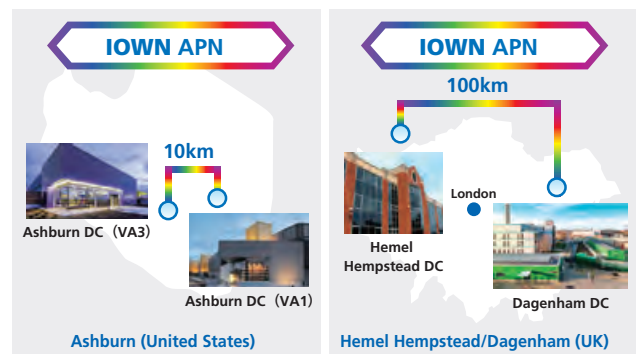 IOWN APN
10km
Ashburn DC（VA3）
Ashburn DC（VA1）
Ashburn (United States)
IOWN APN
100km
London
Hemel
Hempstead DC
Dagenham DC
Hemel Hempstead/Dagenham (UK)